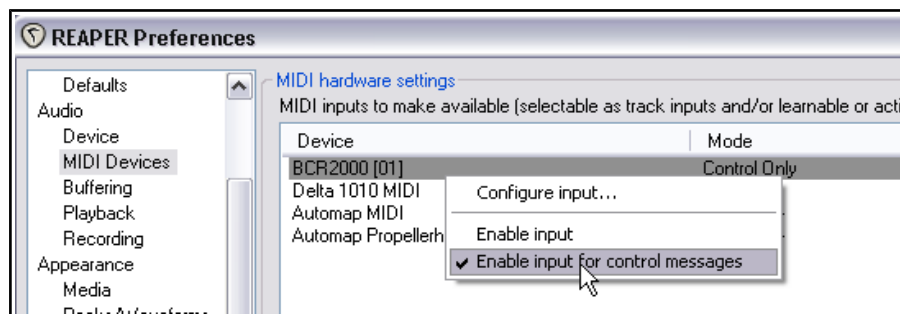 REAPER Preferences
Defaults
Audio
Device
MIDI Devices
Buffering
Playback
Recording
Appearance
Media
MIDI hardware settings
MIDI inputs to make available (selectable as track inputs and/or learnable or acti
Device Mode
BCR2000 [01] Control Only
Delta 1010 MIDI
Automap MIDI
Automap Propellerh
Configure input...
Enable input
Enable input for control messages